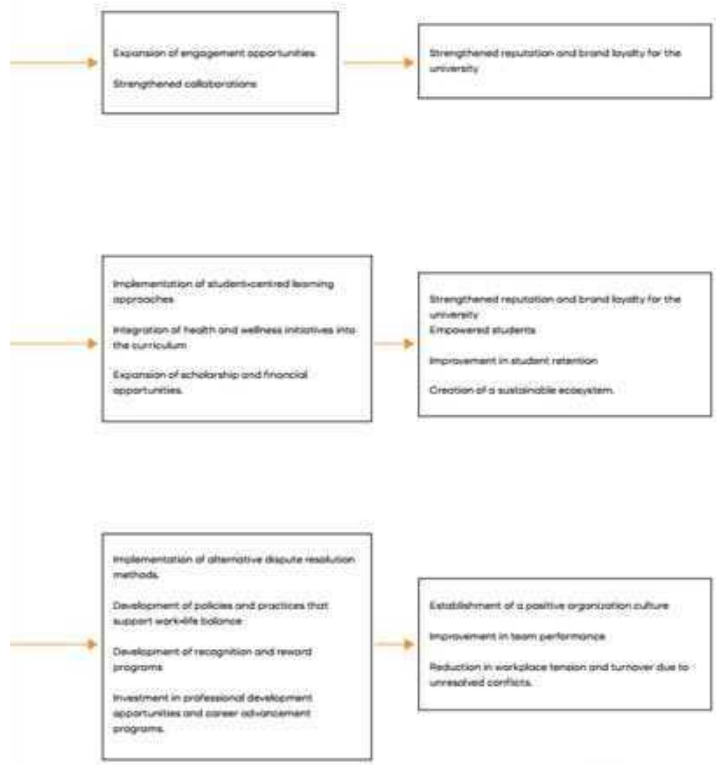 Expansion of engagement opportunities
Strengthened collaborations
Strengthened reputation and brand loyalty for the
university
Implementation of student-centred learning
approaches
Integration of health and wellness initiatives into
the curriculum
Expansion of scholarship and financial
opportunities.
Strengthened reputation and brand loyalty for the
university
Empowered students
Improvement in student retention
Creation of a sustainable ecosystem.
Implementation of alternative dispute resolution
methods.
Development of policies and practices that
support work-life balance
Development of recognition and reward
programs
Investment in professional development
opportunities and career advancement
programs.
Establishment of a positive organization culture
Improvement in team performance
Reduction in workplace tension and turnover due to
unresolved conflicts.